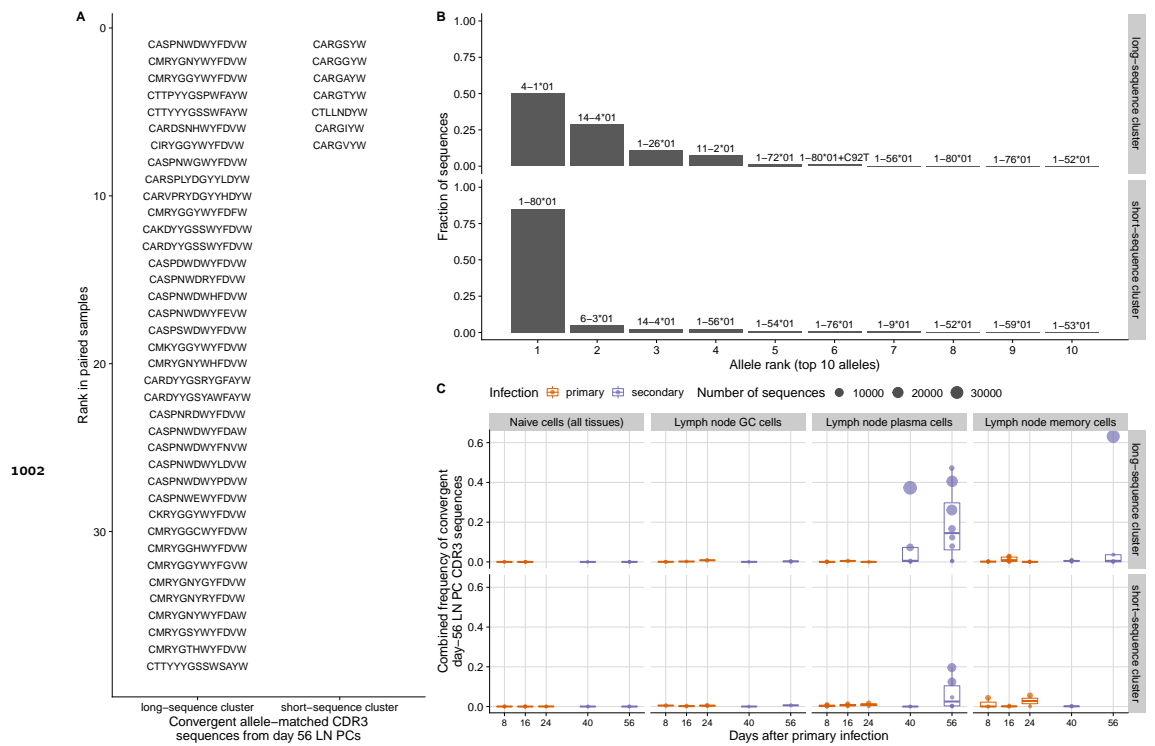 1002
A
0
10
20
30
Rank in paired samples
CASPNWDWYFDVW
CMRYGNYWYFDVW
CMRYGGYWYFDVW
CTTPYYGSPWFAYW
CTTYYYGSSWFAYW
CARDSNHWYFDVW
CIRYGGYWYFDVW
CASPNWGWYFDVW
CARSPLYDGYYLDYW
CARVPRYDGYYHDYW
CMRYGGYWYFDFW
CAKDYYGSSWYFDVW
CARDYYGSSWYFDVW
CASPDWDWYFDVW
CASPNWDRYFDVW
CASPNWDWHFDVW
CASPNWDWYFEVW
CASPSWDWYFDVW
CMKYGGYWYFDVW
CMRYGNYWHFDVW
CARDYYGSRYGFAYW
CARDYYGSYAWFAYW
CASPNRDWYFDVW
CASPNWDWYFDAW
CASPNWDWYFNVW
CASPNWDWYLDVW
CASPNWDWYPDVW
CASPNWEWYFDVW
CKRYGGYWYFDVW
CMRYGGCWYFDVW
CMRYGGHWYFDVW
CMRYGGYWYFGVW
CMRYGNYGYFDVW
CMRYGNYRYFDVW
CMRYGNYWYFDAW
CMRYGSYWYFDVW
CMRYGTHWYFDVW
CTTYYYGSSWSAYW
CARGSYW
CARGGYW
CARGAYW
CARGTYW
CTLLNDYW
CARGIYW
CARGVYW
long−sequence cluster
short−sequence cluster
Convergent allele−matched CDR3
sequences from day 56 LN PCs
B
Fraction of sequences
1.00
0.75
0.50
0.25
0.00
4−1*01
14−4*01
1−26*01
11−2*01
1−72*01
1−80*01+C92T
1−56*01
1−80*01
1−76*01
1−52*01
long−sequence cluster
1.00
0.75
0.50
0.25
0.00
1−80*01
6−3*01
14−4*01
1−56*01
1−54*01
1−76*01
1−9*01
1−52*01
1−59*01
1−53*01
short−sequence cluster
1 2 3 4 5 6 7 8 9 10
Allele rank (top 10 alleles)
C
Infection primary secondary Number of sequences 10000 20000 30000
Naive cells (all tissues) Lymph node GC cells Lymph node plasma cells Lymph node memory cells
Combined frequency of convergent
day−56 LN PC CDR3 sequences
0.6
0.4
0.2
0.0
long−sequence cluster
0.6
0.4
0.2
0.0
short−sequence cluster
8 16 24 40 56 8 16 24 40 56 8 16 24 40 56 8 16 24 40 56
Days after primary infection